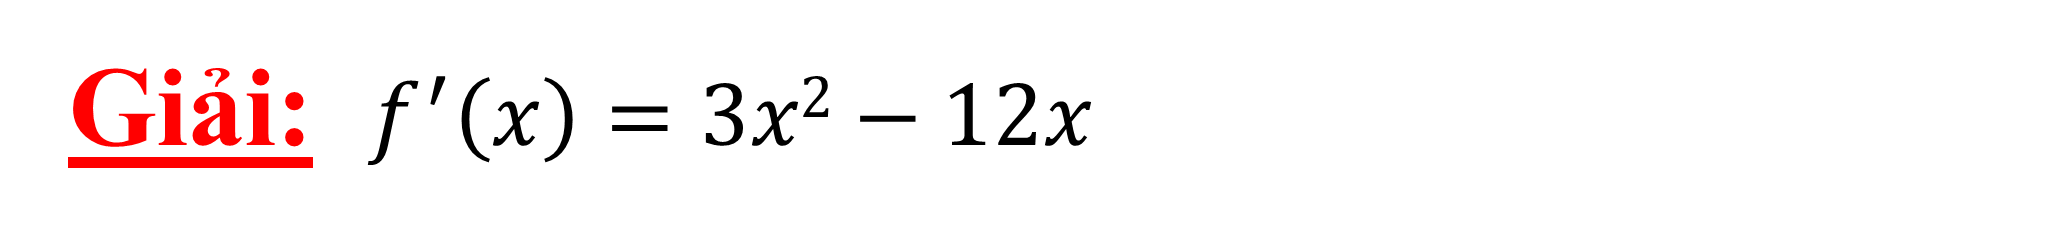 Giải: f′(x) = 3x² − 12x